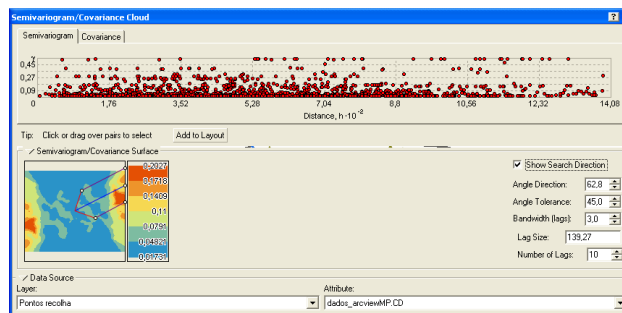 Semivariogram/Covariance Cloud
Semivariogram Covariance
γ
0,45
0,27
0,09
0 1,76 3,52 5,28 7,04 8,8 10,56 12,32 14,08
Distance, h·10⁻²
Tip: Click or drag over pairs to select Add to Layout
Semivariogram/Covariance Surface
0,2027
0,1718
0,1409
0,11
0,0791
0,04821
0,01731
Show Search Direction
Angle Direction: 62,8
Angle Tolerance: 45,0
Bandwidth (lags): 3,0
Lag Size: 139,27
Number of Lags: 10
Data Source
Layer: Attribute:
Pontos recolha dados_arcviewMP.CD